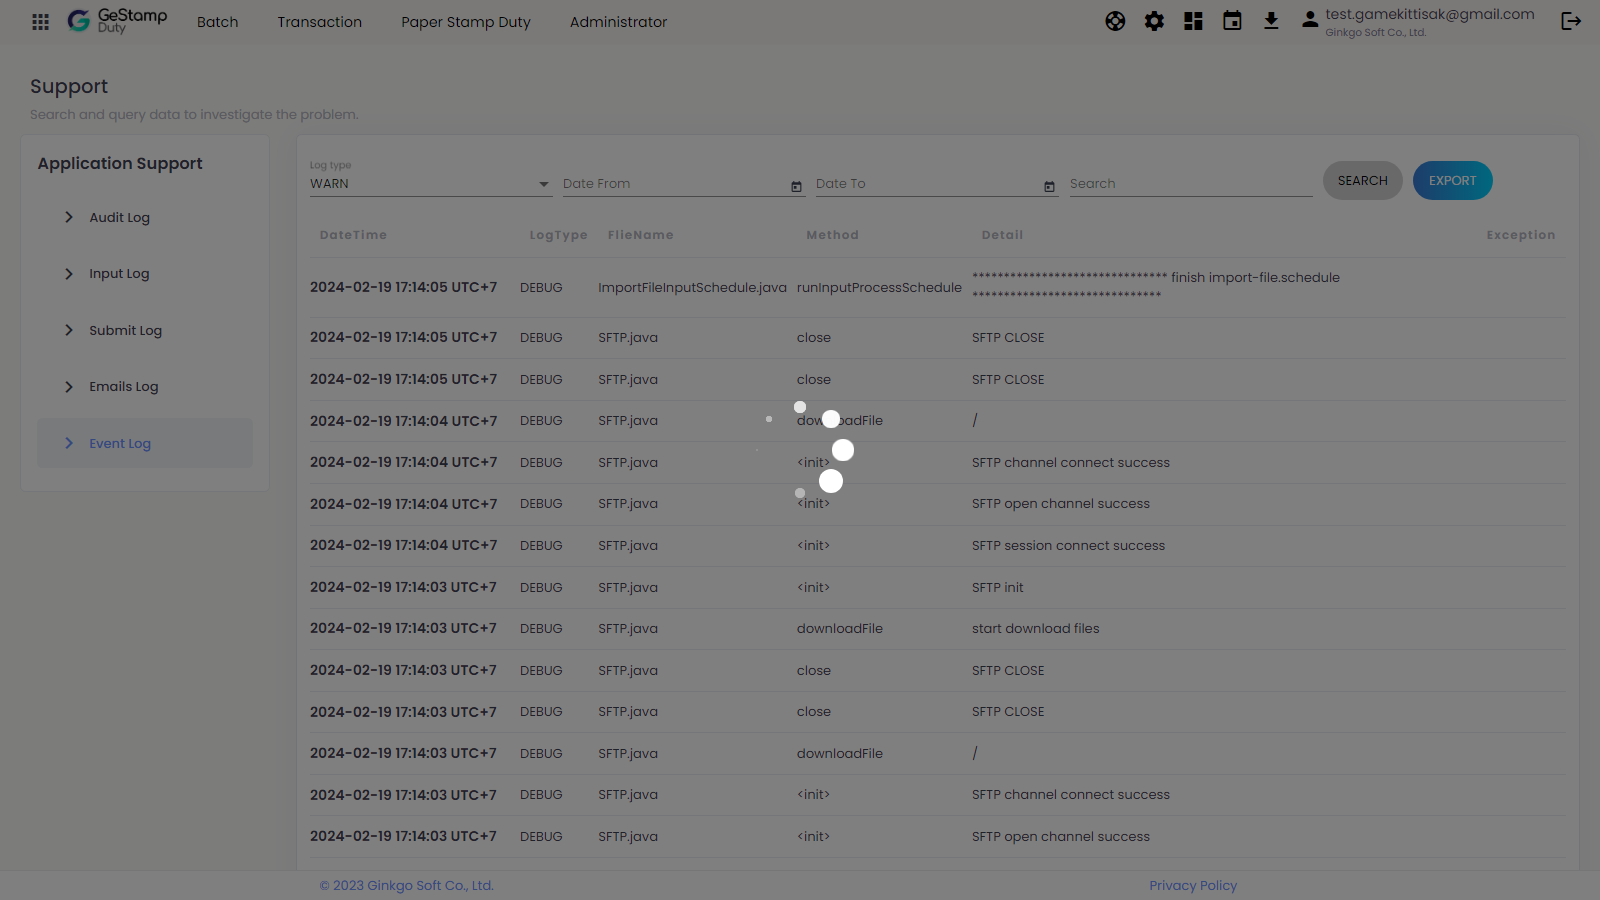 GeStamp
Duty
Batch
Transaction
Paper Stamp Duty
Administrator
test.gamekittisak@gmail.com
Ginkgo Soft Co., Ltd.
Support
Search and query data to investigate the problem.
Application Support
Audit Log
Input Log
Submit Log
Emails Log
Event Log
Log type
WARN
Date From
Date To
Search
SEARCH
EXPORT
DateTime LogType FlieName Method Detail Exception
2024-02-19 17:14:05 UTC+7 DEBUG ImportFileInputSchedule.java runInputProcessSchedule ******************************* finish import-file.schedule
******************************
2024-02-19 17:14:05 UTC+7 DEBUG SFTP.java close SFTP CLOSE
2024-02-19 17:14:05 UTC+7 DEBUG SFTP.java close SFTP CLOSE
2024-02-19 17:14:04 UTC+7 DEBUG SFTP.java downloadFile /
2024-02-19 17:14:04 UTC+7 DEBUG SFTP.java <init> SFTP channel connect success
2024-02-19 17:14:04 UTC+7 DEBUG SFTP.java <init> SFTP open channel success
2024-02-19 17:14:04 UTC+7 DEBUG SFTP.java <init> SFTP session connect success
2024-02-19 17:14:03 UTC+7 DEBUG SFTP.java <init> SFTP init
2024-02-19 17:14:03 UTC+7 DEBUG SFTP.java downloadFile start download files
2024-02-19 17:14:03 UTC+7 DEBUG SFTP.java close SFTP CLOSE
2024-02-19 17:14:03 UTC+7 DEBUG SFTP.java close SFTP CLOSE
2024-02-19 17:14:03 UTC+7 DEBUG SFTP.java downloadFile /
2024-02-19 17:14:03 UTC+7 DEBUG SFTP.java <init> SFTP channel connect success
2024-02-19 17:14:03 UTC+7 DEBUG SFTP.java <init> SFTP open channel success
© 2023 Ginkgo Soft Co., Ltd.
Privacy Policy